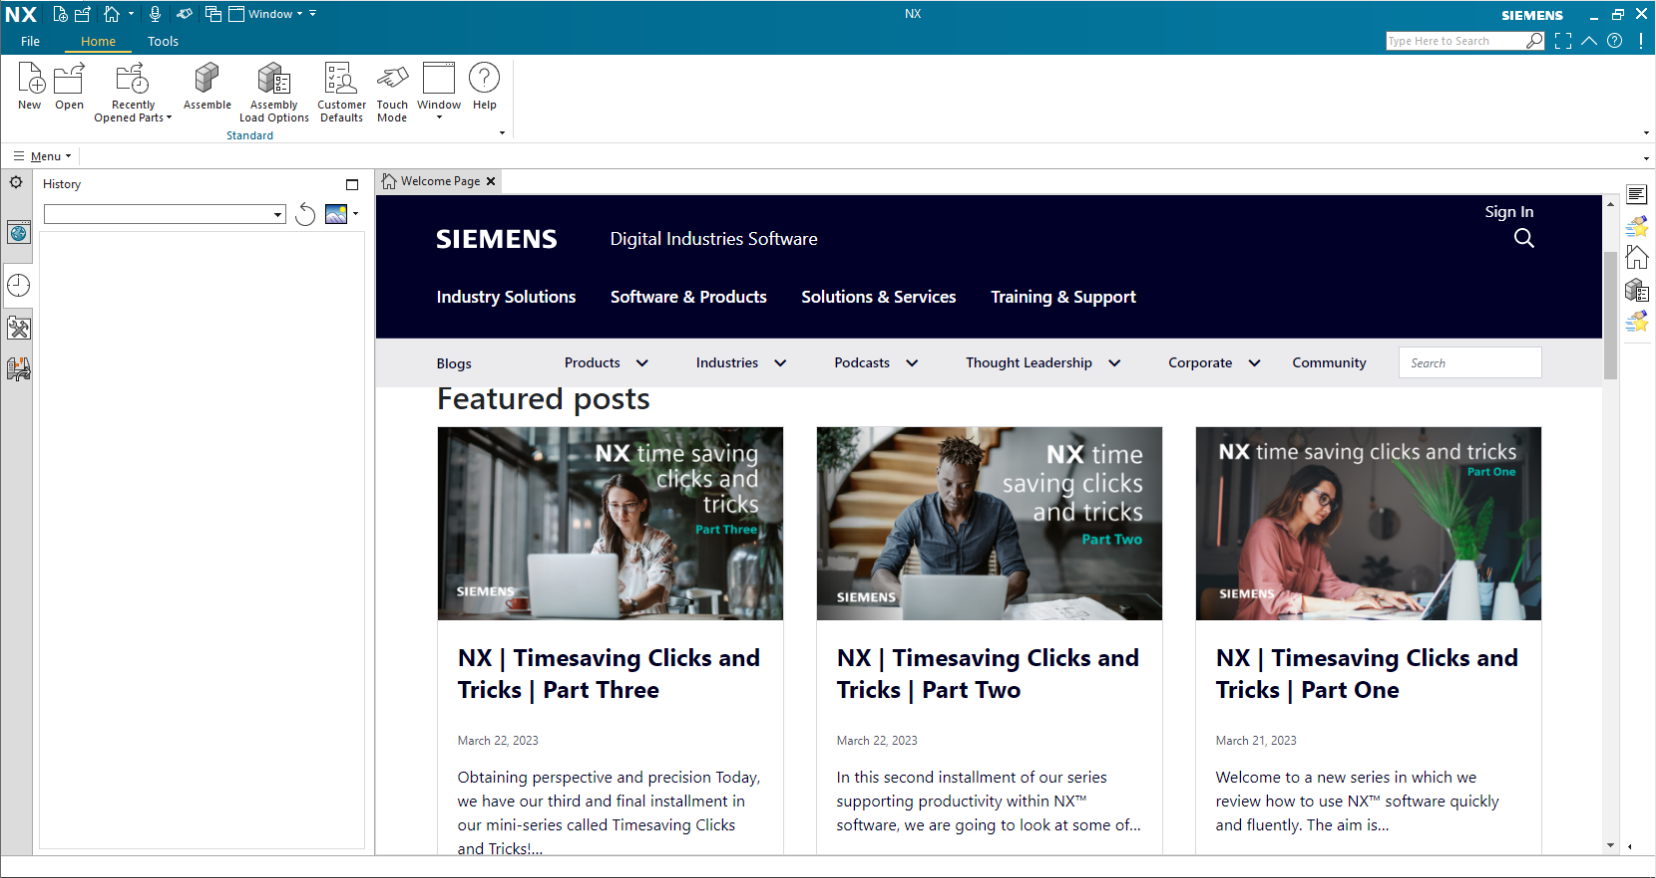 NX
Window
NX
SIEMENS
File
Home
Tools
Type Here to Search
New
Open
Recently
Opened Parts
Assemble
Assembly
Load Options
Customer
Defaults
Touch
Mode
Window
Help
Standard
Menu
History
Welcome Page
Sign In
SIEMENS
Digital Industries Software
Industry Solutions
Software & Products
Solutions & Services
Training & Support
Blogs
Products
Industries
Podcasts
Thought Leadership
Corporate
Community
Search
Featured posts
NX time saving
clicks and
tricks
Part Three
SIEMENS
NX | Timesaving Clicks and
Tricks | Part Three
March 22, 2023
Obtaining perspective and precision Today,
we have our third and final installment in
our mini-series called Timesaving Clicks
and Tricks!...
NX time
saving clicks
and tricks
Part Two
SIEMENS
NX | Timesaving Clicks and
Tricks | Part Two
March 22, 2023
In this second installment of our series
supporting productivity within NX™
software, we are going to look at some of...
NX time saving clicks and tricks
Part One
SIEMENS
NX | Timesaving Clicks and
Tricks | Part One
March 21, 2023
Welcome to a new series in which we
review how to use NX™ software quickly
and fluently. The aim is...